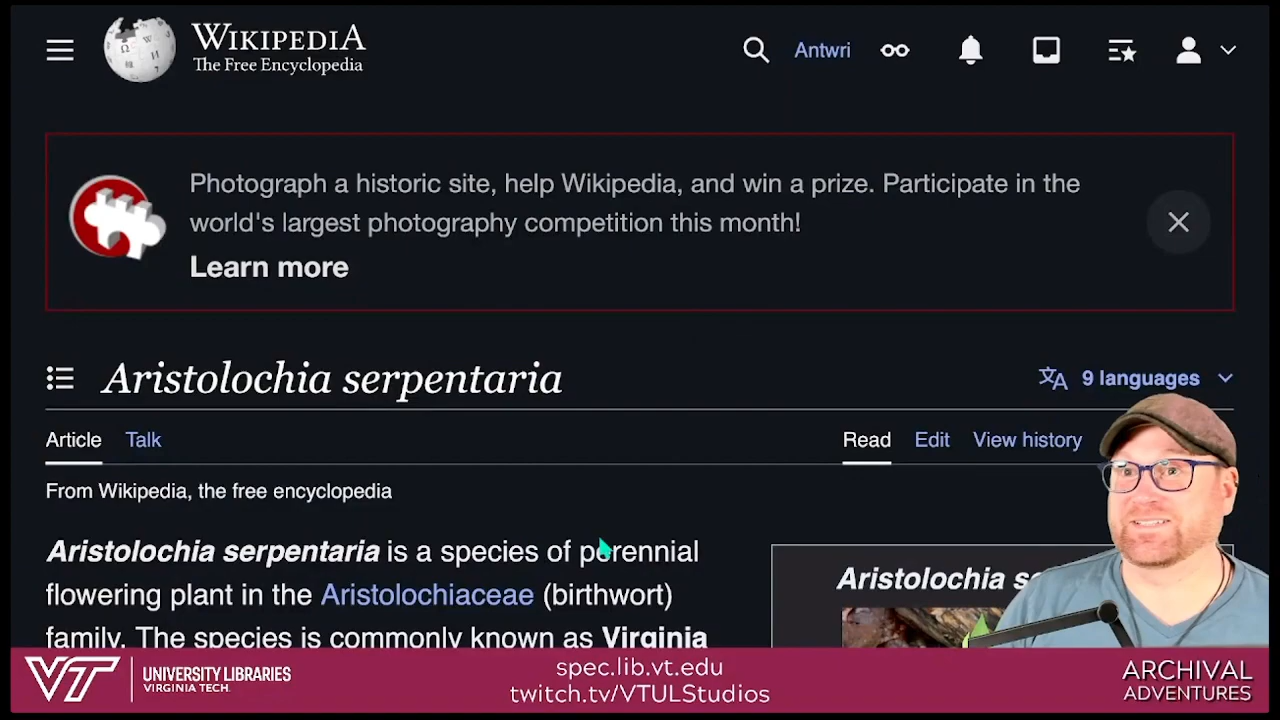 WIKIPEDIA
The Free Encyclopedia
Antwri
Photograph a historic site, help Wikipedia, and win a prize. Participate in the
world's largest photography competition this month!
Learn more
Aristolochia serpentaria
9 languages
Article Talk
Read Edit View history
From Wikipedia, the free encyclopedia
Aristolochia serpentaria is a species of perennial
flowering plant in the Aristolochiaceae (birthwort)
family. The species is commonly known as Virginia
Aristolochia
VT UNIVERSITY LIBRARIES
VIRGINIA TECH.
spec.lib.vt.edu
twitch.tv/VTULStudios
ARCHIVAL
ADVENTURES